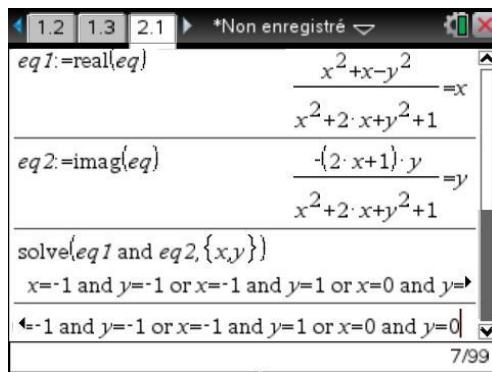 1.2 1.3 2.1 *Non enregistré
eq1:=real(eq)
x²+x-y²
x²+2·x+y²+1
=x
eq2:=imag(eq)
-(2·x+1)·y
x²+2·x+y²+1
=y
solve(eq1 and eq2,{x,y})
x=-1 and y=-1 or x=-1 and y=1 or x=0 and y=
=-1 and y=-1 or x=-1 and y=1 or x=0 and y=0
7/99